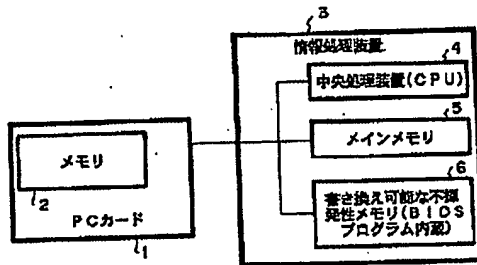 3
情報処理装置
4
中央処理装置(CPU)
5
メインメモリ
6
書き換え可能な不揮
発性メモリ(BIOS
プログラム内蔵)
メモリ
2
PCカード
1